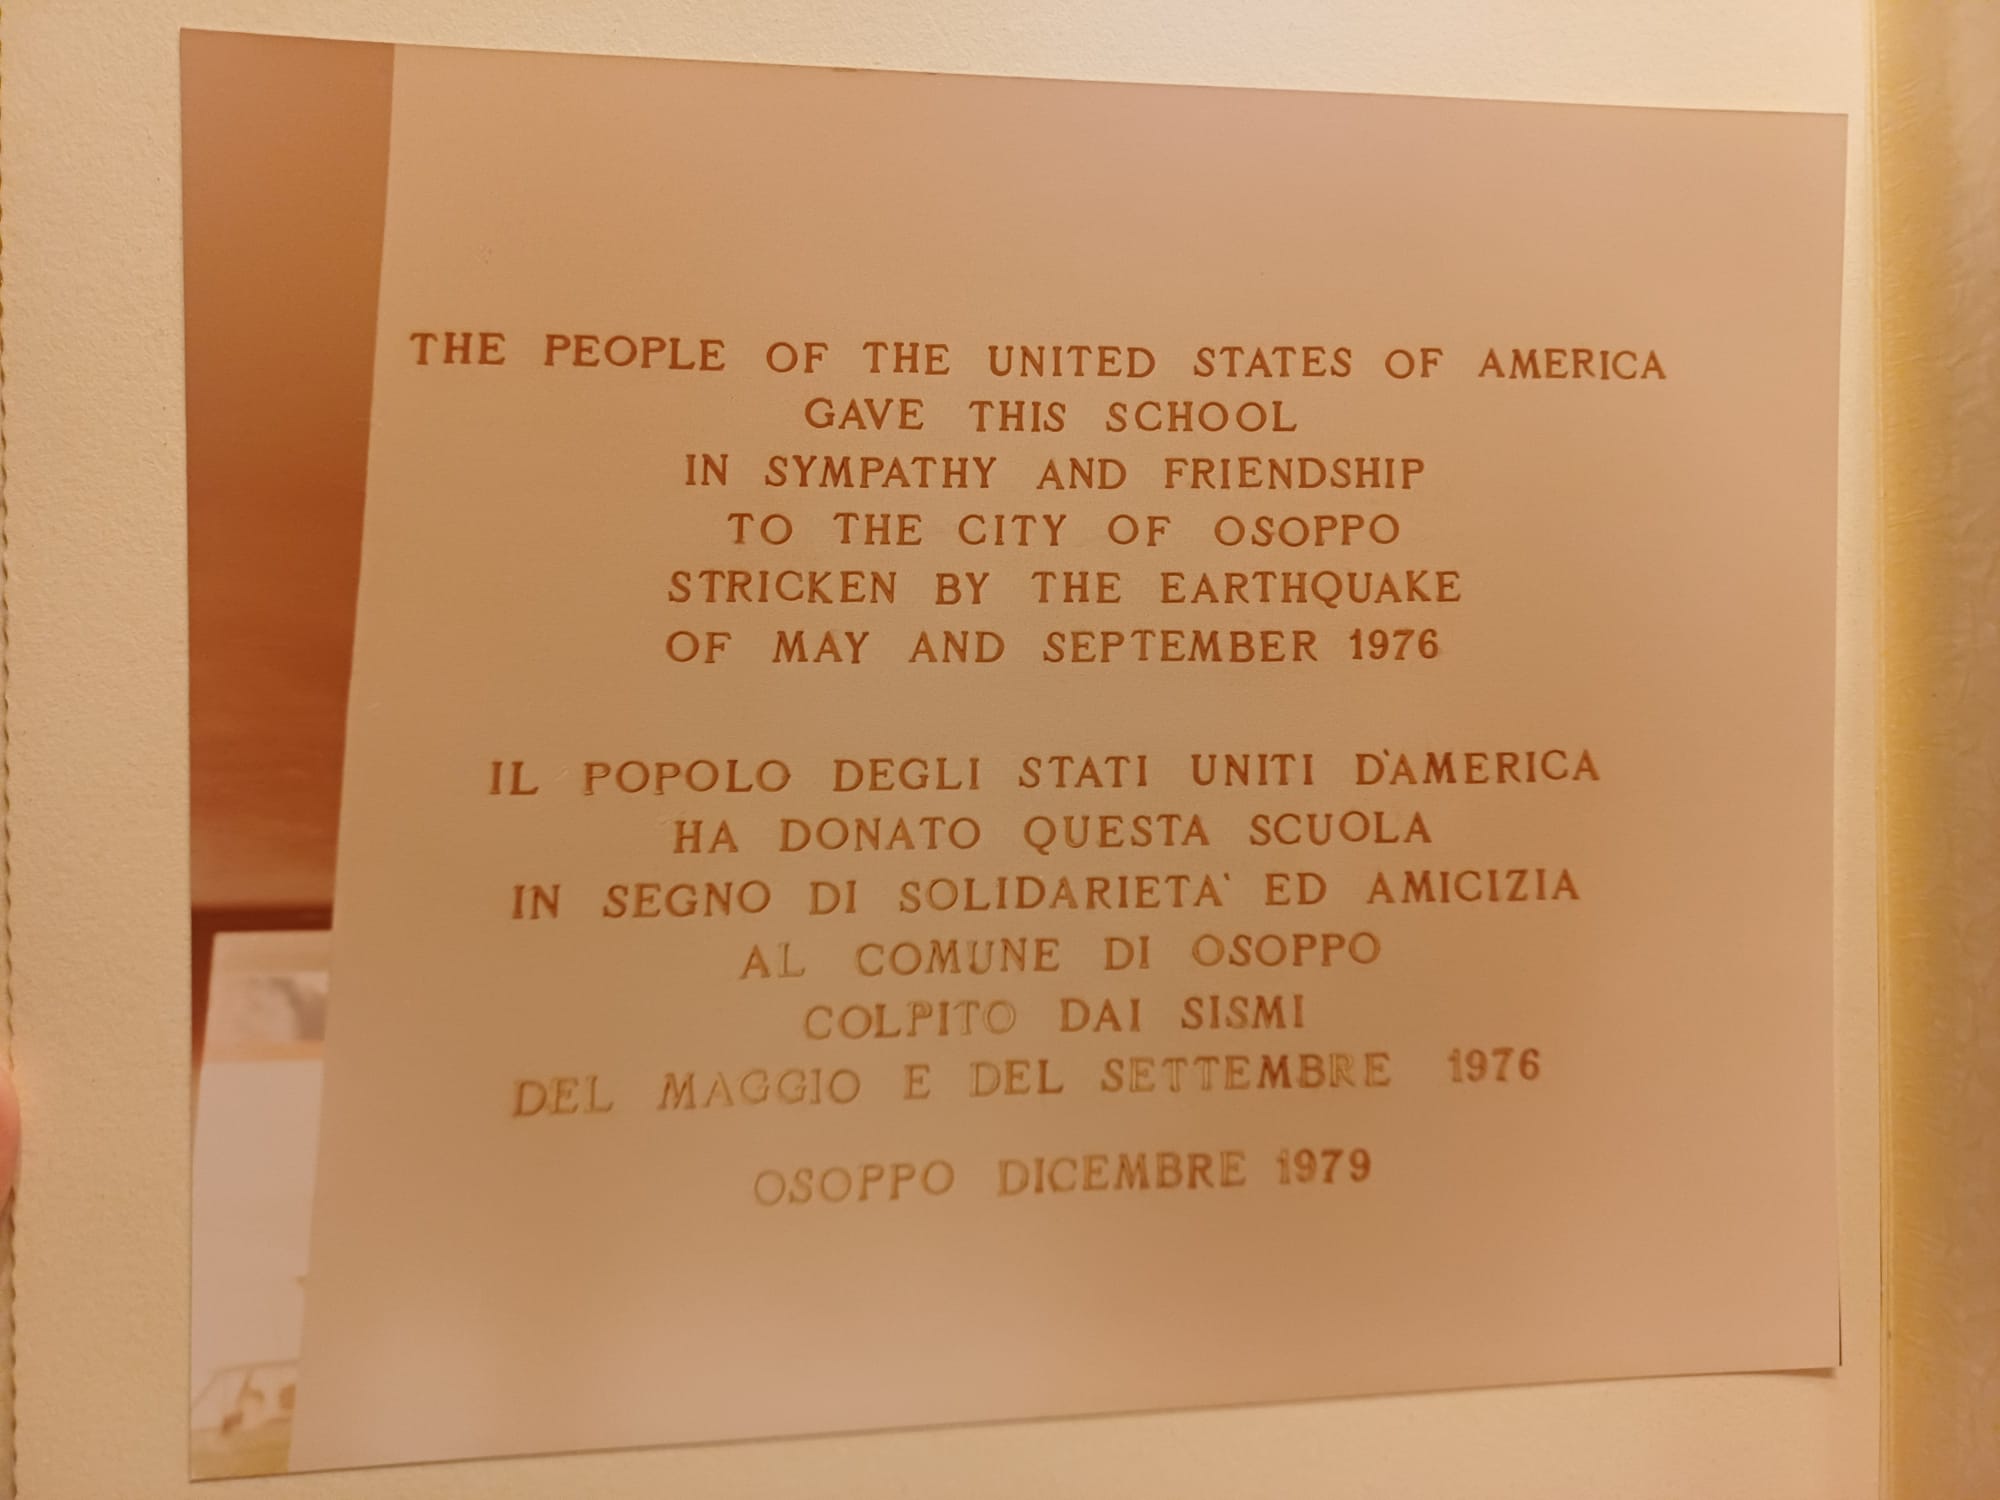 THE PEOPLE OF THE UNITED STATES OF AMERICA
GAVE THIS SCHOOL
IN SYMPATHY AND FRIENDSHIP
TO THE CITY OF OSOPPO
STRICKEN BY THE EARTHQUAKE
OF MAY AND SEPTEMBER 1976
IL POPOLO DEGLI STATI UNITI D'AMERICA
HA DONATO QUESTA SCUOLA
IN SEGNO DI SOLIDARIETA' ED AMICIZIA
AL COMUNE DI OSOPPO
COLPITO DAI SISMI
DEL MAGGIO E DEL SETTEMBRE 1976
OSOPPO DICEMBRE 1979